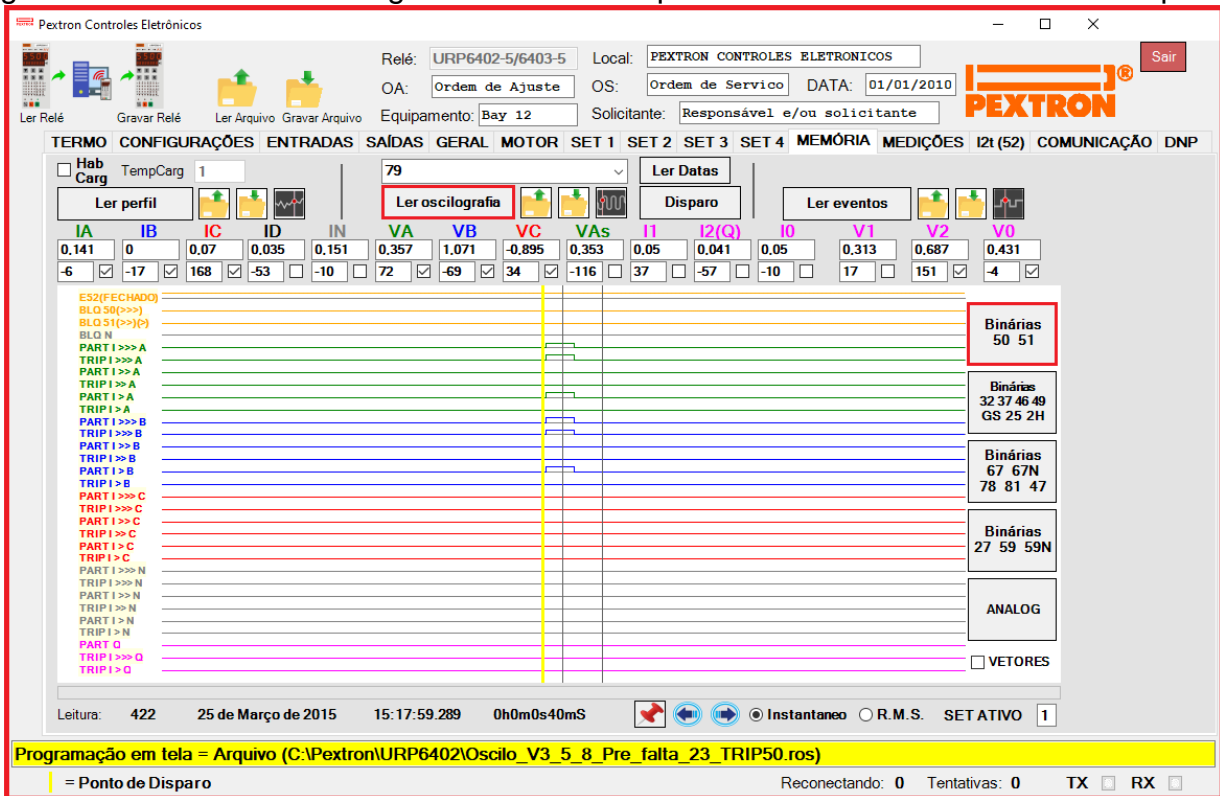 Pextron Controles Eletrônicos
Relé: URP6402-5/6403-5 Local: PEXTRON CONTROLES ELETRONICOS Sair
OA: Ordem de Ajuste OS: Ordem de Servico DATA: 01/01/2010
Ler Relé Gravar Relé Ler Arquivo Gravar Arquivo Equipamento: Bay 12 Solicitante: Responsável e/ou solicitante
PEXTRON®
TERMO CONFIGURAÇÕES ENTRADAS SAÍDAS GERAL MOTOR SET 1 SET 2 SET 3 SET 4 MEMÓRIA MEDIÇÕES I2t (52) COMUNICAÇÃO DNP
Hab Carg TempCarg 1 79 Ler Datas
Ler perfil Ler oscilografia Disparo Ler eventos
IA IB IC ID IN VA VB VC VAs I1 I2(Q) I0 V1 V2 V0
0,141 0 0,07 0,035 0,151 0,357 1,071 -0,895 0,353 0,05 0,041 0,05 0,313 0,687 0,431
-6 -17 168 -53 -10 72 -69 34 -116 37 -57 -10 17 151 -4
E52(FECHADO)
BLQ 50(>>>)
BLQ 51(>>)(>)
BLQ N
PART I >>> A
TRIP I >>> A
PART I >> A
TRIP I >> A
PART I > A
TRIP I > A
PART I >>> B
TRIP I >>> B
PART I >> B
TRIP I >> B
PART I > B
TRIP I > B
PART I >>> C
TRIP I >>> C
PART I >> C
TRIP I >> C
PART I > C
TRIP I > C
PART I >>> N
TRIP I >>> N
PART I >> N
TRIP I >> N
PART I > N
TRIP I > N
PART Q
TRIP I >>> Q
TRIP I > Q
Binárias
50 51
Binárias
32 37 46 49
GS 25 2H
Binárias
67 67N
78 81 47
Binárias
27 59 59N
ANALOG
VETORES
Leitura: 422 25 de Março de 2015 15:17:59.289 0h0m0s40mS Instantaneo R.M.S. SET ATIVO 1
Programação em tela = Arquivo (C:\Pextron\URP6402\Oscilo_V3_5_8_Pre_falta_23_TRIP50.ros)
= Ponto de Disparo Reconectando: 0 Tentativas: 0 TX RX